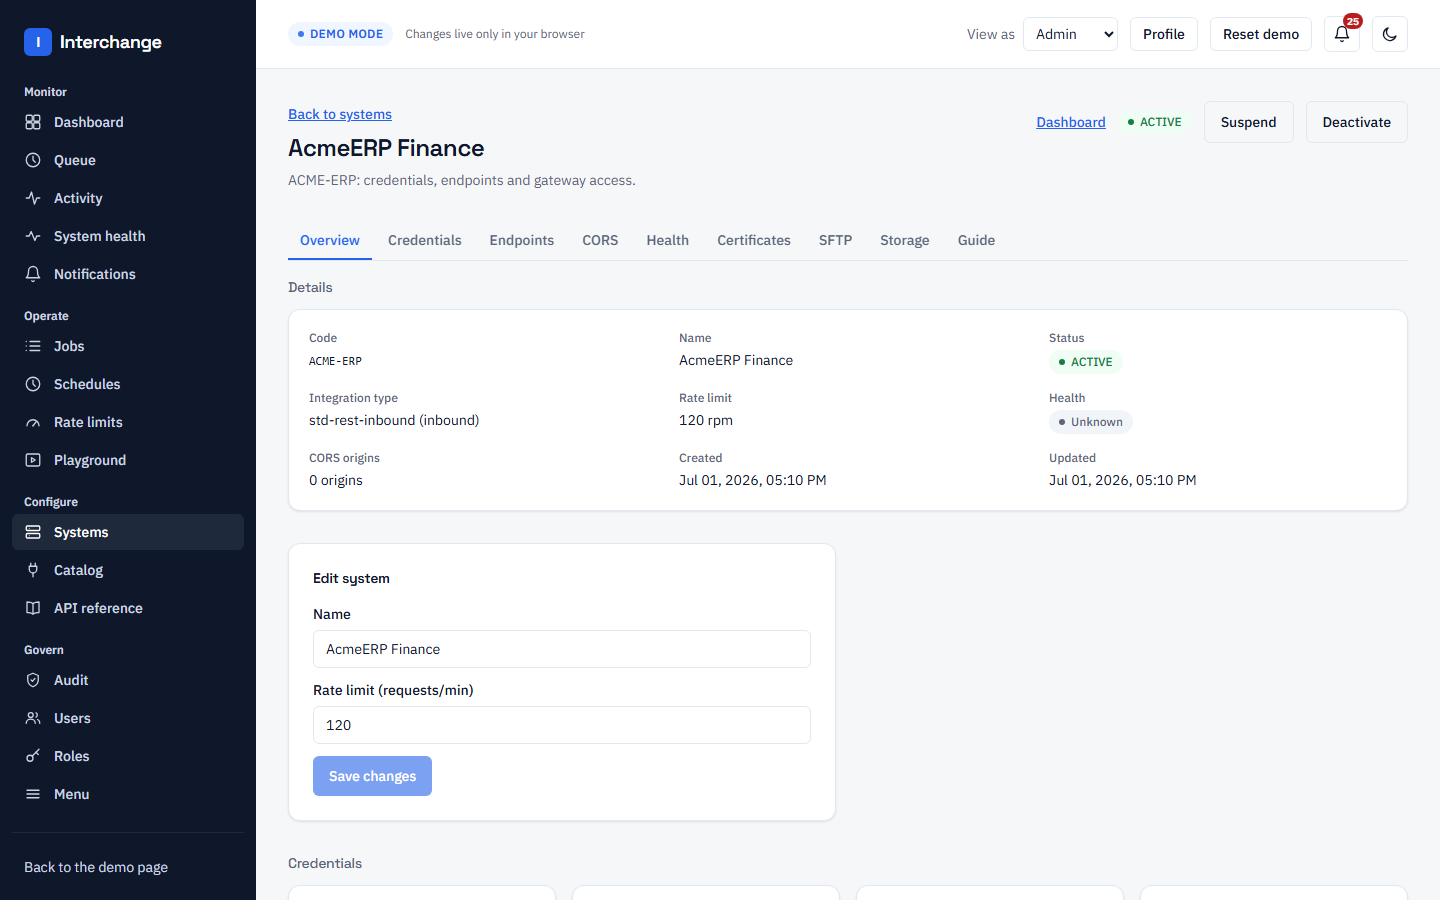 I Interchange
Monitor
Dashboard
Queue
Activity
System health
Notifications
Operate
Jobs
Schedules
Rate limits
Playground
Configure
Systems
Catalog
API reference
Govern
Audit
Users
Roles
Menu
Back to the demo page
DEMO MODE Changes live only in your browser
View as Admin Profile Reset demo 25
Back to systems
AcmeERP Finance
ACME-ERP: credentials, endpoints and gateway access.
Dashboard ACTIVE Suspend Deactivate
Overview Credentials Endpoints CORS Health Certificates SFTP Storage Guide
Details
Code Name Status
ACME-ERP AcmeERP Finance ACTIVE
Integration type Rate limit Health
std-rest-inbound (inbound) 120 rpm Unknown
CORS origins Created Updated
0 origins Jul 01, 2026, 05:10 PM Jul 01, 2026, 05:10 PM
Edit system
Name
AcmeERP Finance
Rate limit (requests/min)
120
Save changes
Credentials